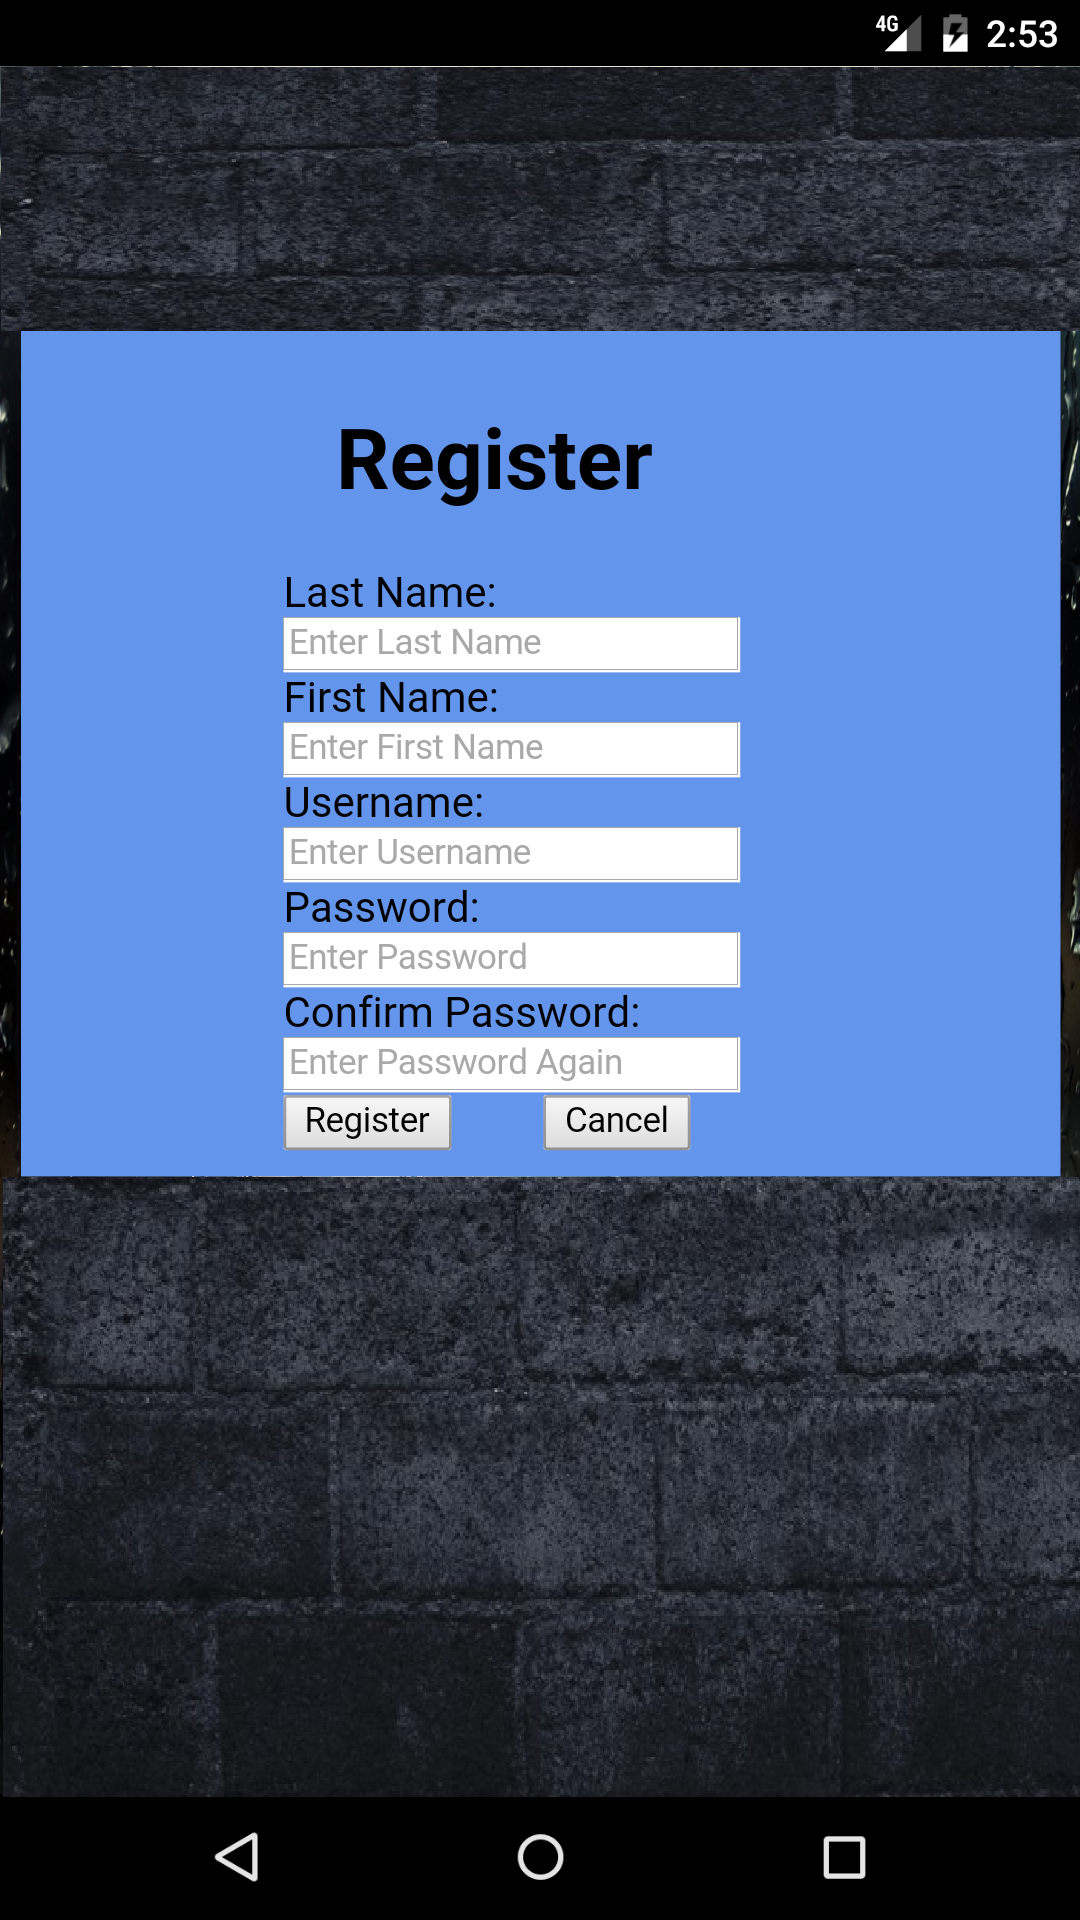 4G 2:53
Register
Last Name:
Enter Last Name
First Name:
Enter First Name
Username:
Enter Username
Password:
Enter Password
Confirm Password:
Enter Password Again
Register Cancel